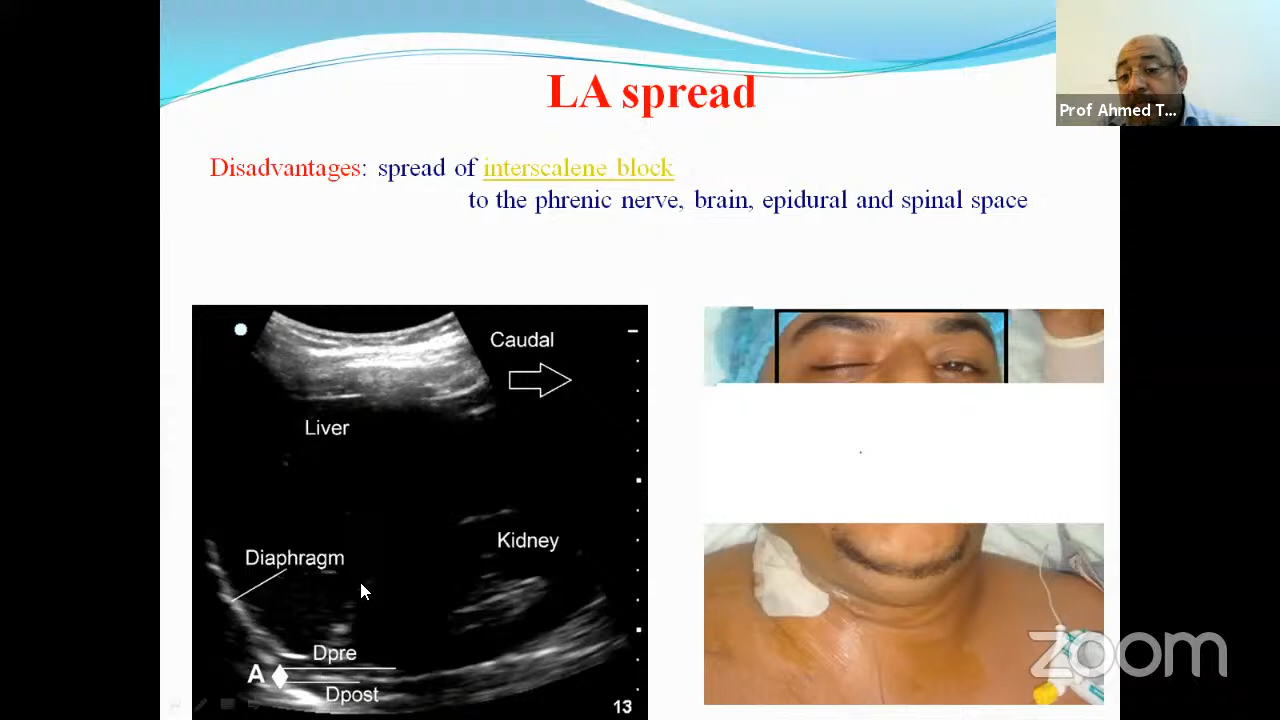 LA spread
Prof Ahmed T...
Disadvantages: spread of interscalene block
to the phrenic nerve, brain, epidural and spinal space
Caudal
Liver
Kidney
Diaphragm
Dpre
A
Dpost
13
zoom